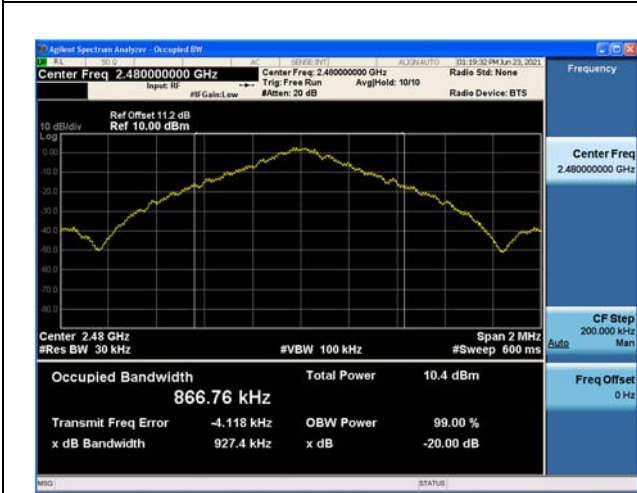 Agilent Spectrum Analyzer - Occupied BW
RL 50 Ω AC SENSE:INT ALIGNAUTO 01:19:32 PM Jun 23, 2021
Center Freq 2.480000000 GHz Center Freq: 2.480000000 GHz Radio Std: None Frequency
Input: RF Trig: Free Run Avg|Hold: 10/10
#IFGain:Low #Atten: 20 dB Radio Device: BTS
Ref Offset 11.2 dB
10 dB/div Ref 10.00 dBm
Log
0.00
-10.0
-20.0
-30.0
-40.0
-50.0
-60.0
-70.0
-80.0
Center Freq
2.480000000 GHz
CF Step
200.000 kHz
Auto Man
Center 2.48 GHz Span 2 MHz
#Res BW 30 kHz #VBW 100 kHz #Sweep 600 ms
Occupied Bandwidth Total Power 10.4 dBm
866.76 kHz
Freq Offset
0 Hz
Transmit Freq Error -4.118 kHz OBW Power 99.00 %
x dB Bandwidth 927.4 kHz x dB -20.00 dB
MSG STATUS